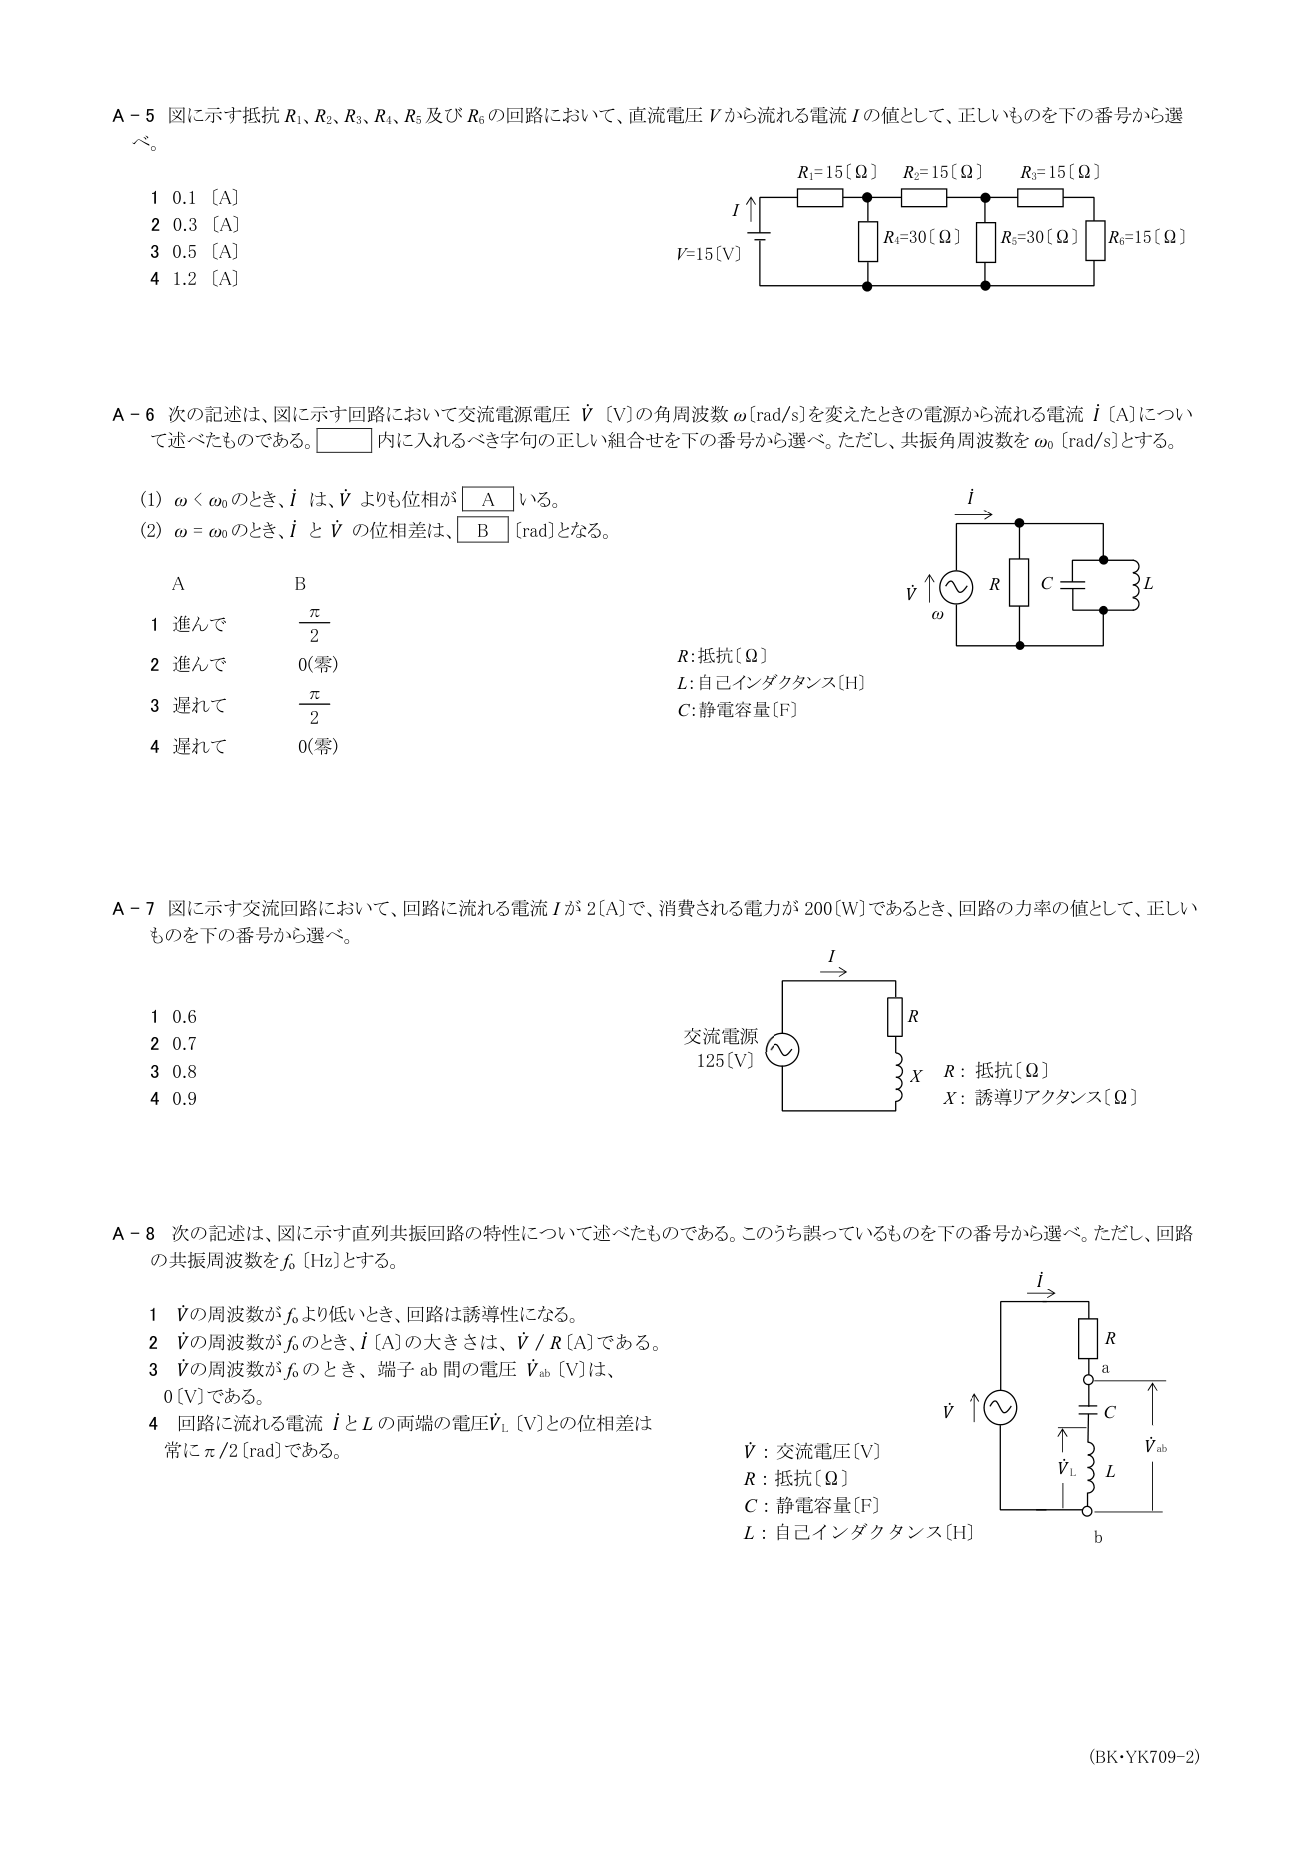 A － 5 図に示す抵抗 R₁、R₂、R₃、R₄、R₅ 及び R₆ の回路において、直流電圧 V から流れる電流 I の値として、正しいものを下の番号から選
べ。
R₁=15〔Ω〕 R₂=15〔Ω〕 R₃=15〔Ω〕
1 0.1 〔A〕
2 0.3 〔A〕
3 0.5 〔A〕
4 1.2 〔A〕
I
R₄=30〔Ω〕 R₅=30〔Ω〕 R₆=15〔Ω〕
V=15〔V〕
A － 6 次の記述は、図に示す回路において交流電源電圧 V̇ 〔V〕の角周波数 ω〔rad/s〕を変えたときの電源から流れる電流 İ 〔A〕につい
て述べたものである。 内に入れるべき字句の正しい組合せを下の番号から選べ。ただし、共振角周波数を ω₀ 〔rad/s〕とする。
(1) ω < ω₀ のとき、İ は、V̇ よりも位相が A いる。
(2) ω = ω₀ のとき、İ と V̇ の位相差は、 B 〔rad〕となる。
A B
1 進んで π/2
2 進んで 0(零)
3 遅れて π/2
4 遅れて 0(零)
İ
V̇
ω
R
C
L
R:抵抗〔Ω〕
L:自己インダクタンス〔H〕
C:静電容量〔F〕
A － 7 図に示す交流回路において、回路に流れる電流 I が 2〔A〕で、消費される電力が 200〔W〕であるとき、回路の力率の値として、正しい
ものを下の番号から選べ。
1 0.6
2 0.7
3 0.8
4 0.9
I
交流電源
125〔V〕
R
X
R : 抵抗〔Ω〕
X : 誘導リアクタンス〔Ω〕
A － 8 次の記述は、図に示す直列共振回路の特性について述べたものである。このうち誤っているものを下の番号から選べ。ただし、回路
の共振周波数を f₀ 〔Hz〕とする。
1 V̇の周波数が f₀ より低いとき、回路は誘導性になる。
2 V̇の周波数が f₀ のとき、İ 〔A〕の大きさは、V̇ / R〔A〕である。
3 V̇の周波数が f₀ のとき、端子 ab 間の電圧 V̇ab 〔V〕は、
0〔V〕である。
4 回路に流れる電流 İ と L の両端の電圧V̇L 〔V〕との位相差は
常に π/2〔rad〕である。
İ
R
a
V̇
C
V̇ab
V̇L
L
b
V̇ : 交流電圧〔V〕
R : 抵抗〔Ω〕
C : 静電容量〔F〕
L : 自己インダクタンス〔H〕
(BK・YK709-2)